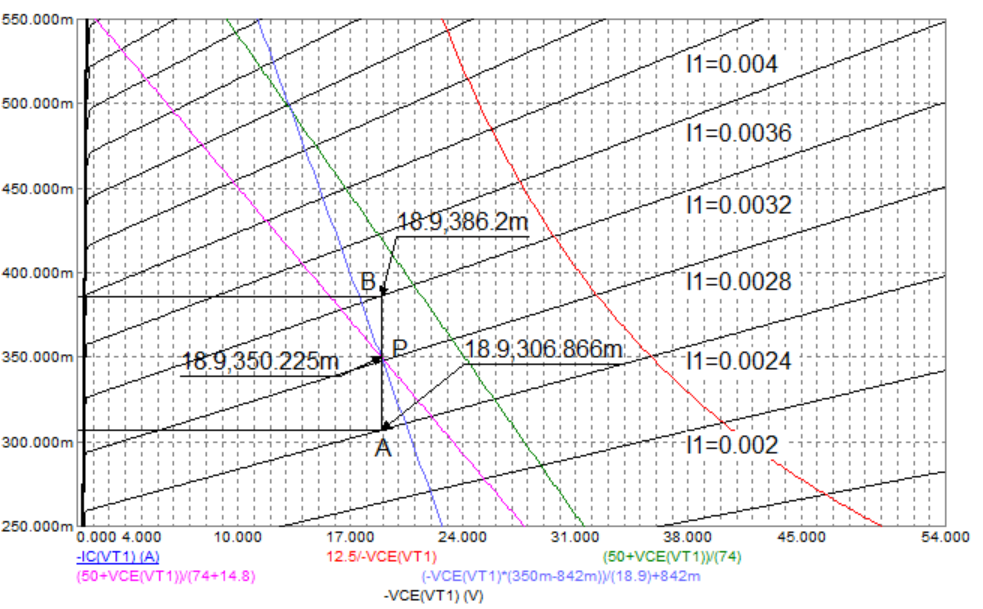 550.000m
I1=0.004
500.000m
I1=0.0036
450.000m
I1=0.0032
18.9,386.2m
400.000m
B
I1=0.0028
350.000m
P
18.9,350.225m
18.9,306.866m
I1=0.0024
300.000m
A
I1=0.002
250.000m
0.000 4.000 10.000 17.000 24.000 31.000 38.000 45.000 54.000
-IC(VT1) (A) 12.5/-VCE(VT1) (50+VCE(VT1))/(74)
(50+VCE(VT1))/(74+14.8) (-VCE(VT1)*(350m-842m))/(18.9)+842m
-VCE(VT1) (V)